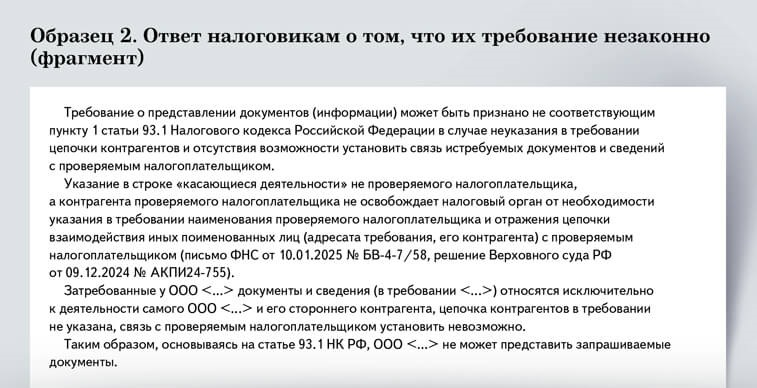 Образец 2. Ответ налоговикам о том, что их требование незаконно
(фрагмент)
Требование о представлении документов (информации) может быть признано не соответствующим
пункту 1 статьи 93.1 Налогового кодекса Российской Федерации в случае неуказания в требовании
цепочки контрагентов и отсутствия возможности установить связь истребуемых документов и сведений
с проверяемым налогоплательщиком.
Указание в строке «касающиеся деятельности» не проверяемого налогоплательщика,
а контрагента проверяемого налогоплательщика не освобождает налоговый орган от необходимости
указания в требовании наименования проверяемого налогоплательщика и отражения цепочки
взаимодействия иных поименованных лиц (адресата требования, его контрагента) с проверяемым
налогоплательщиком (письмо ФНС от 10.01.2025 № БВ-4-7/58, решение Верховного суда РФ
от 09.12.2024 № АКПИ24-755).
Затребованные у ООО <...> документы и сведения (в требовании <...>) относятся исключительно
к деятельности самого ООО <...> и его стороннего контрагента, цепочка контрагентов в требовании
не указана, связь с проверяемым налогоплательщиком установить невозможно.
Таким образом, основываясь на статье 93.1 НК РФ, ООО <...> не может представить запрашиваемые
документы.